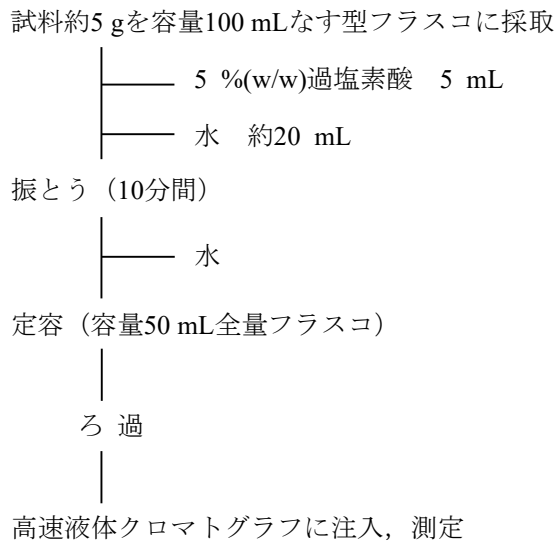 試料約5 gを容量100 mLなす型フラスコに採取
5 %(w/w)過塩素酸　5 mL
水　約20 mL
振とう（10分間）
水
定容（容量50 mL全量フラスコ）
ろ 過
高速液体クロマトグラフに注入，測定